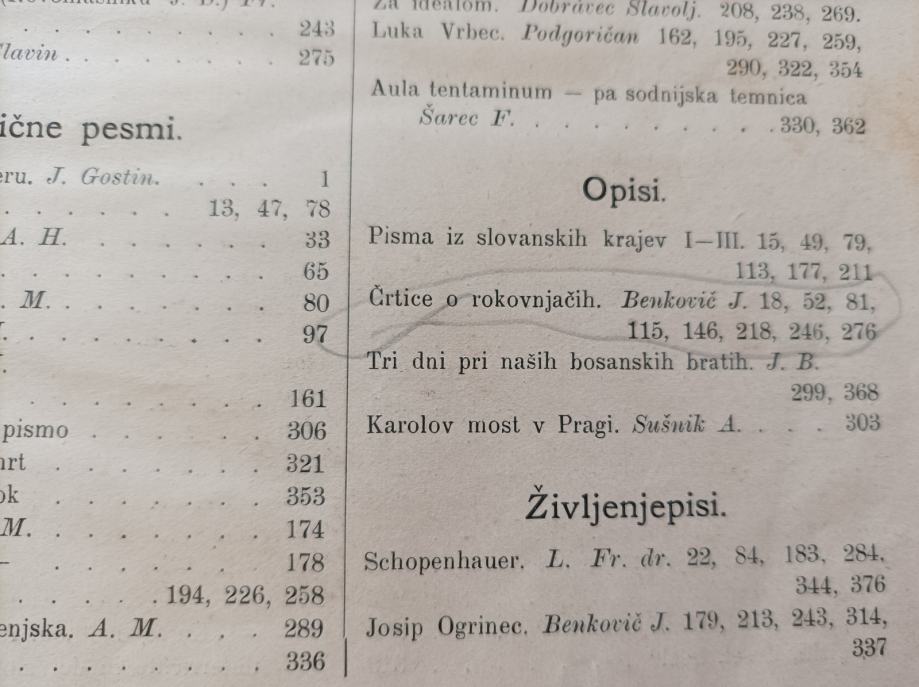 243
lavin . . . . . . . . 275
ične pesmi.
eru. J. Gostin. . . . 1
. . . . . . 13, 47, 78
A. H. . . . . . . 33
. . . . . . . . . 65
. M. . . . . . . . 80
. . . . . . . . . 97
. . . . . . . . 161
pismo . . . . . . 306
rt . . . . . . . 321
ok . . . . . . . 353
M. . . . . . . . 174
– . . . . . . . 178
. . . . . 194, 226, 258
enjska. A. M. . . . 289
. . . . . . . . 336
Za idealom. Dobravec Slavolj. 208, 238, 269.
Luka Vrbec. Podgoričan 162, 195, 227, 259,
290, 322, 354
Aula tentaminum — pa sodnijska temnica
Šarec F. . . . . . . . . . 330, 362
Opisi.
Pisma iz slovanskih krajev I—III. 15, 49, 79,
113, 177, 211
Črtice o rokovnjačih. Benkovič J. 18, 52, 81,
115, 146, 218, 246, 276
Tri dni pri naših bosanskih bratih. J. B.
299, 368
Karolov most v Pragi. Sušnik A. . . . 303
Življenjepisi.
Schopenhauer. L. Fr. dr. 22, 84, 183, 284,
344, 376
Josip Ogrinec. Benkovič J. 179, 213, 243, 314,
337